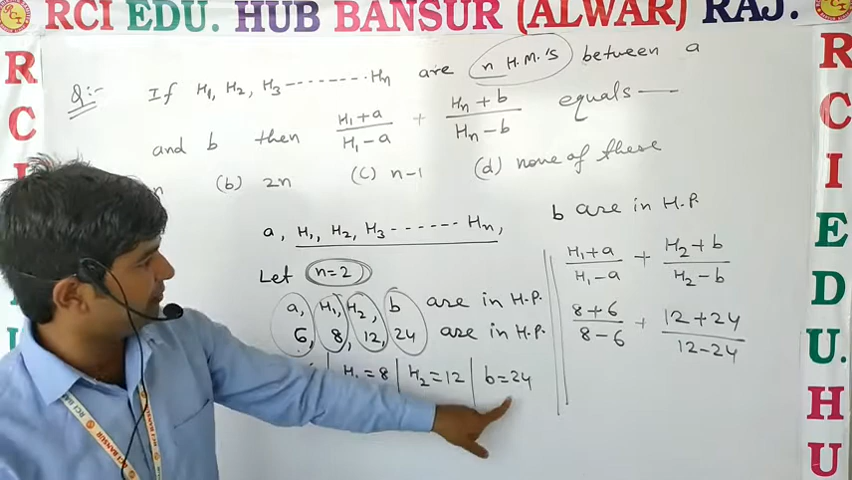 RCI EDU. HUB BANSUR (ALWAR) RAJ.
R
C
I
E
D
U.
H
U
Q:- If H₁, H₂, H₃ -------- Hn are n H.M.'s between a
and b then (H₁+a)/(H₁-a) + (Hn+b)/(Hn-b) equals —
n (b) 2n (C) n-1 (d) none of these
a, H₁, H₂, H₃ ------ Hn, b are in H.P.
Let n=2
a, H₁, H₂, b are in H.P.
6, 8, 12, 24 are in H.P.
H₁=8 | H₂=12 | b=24
(H₁+a)/(H₁-a) + (H₂+b)/(H₂-b)
(8+6)/(8-6) + (12+24)/(12-24)
R
C
I
E
D
U.
H
U
RCI BANSUR